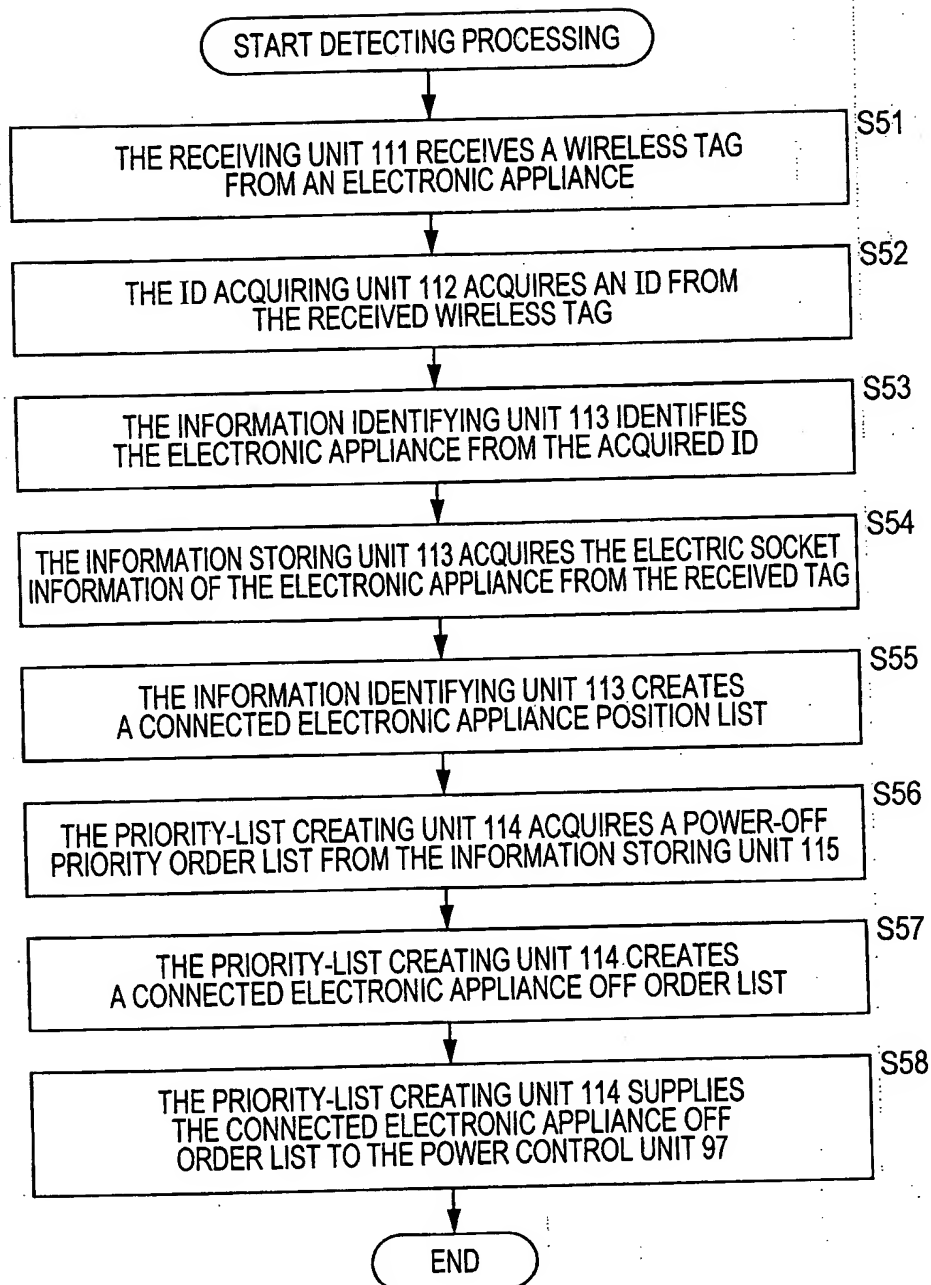 START DETECTING PROCESSING
S51
THE RECEIVING UNIT 111 RECEIVES A WIRELESS TAG
FROM AN ELECTRONIC APPLIANCE
S52
THE ID ACQUIRING UNIT 112 ACQUIRES AN ID FROM
THE RECEIVED WIRELESS TAG
S53
THE INFORMATION IDENTIFYING UNIT 113 IDENTIFIES
THE ELECTRONIC APPLIANCE FROM THE ACQUIRED ID
S54
THE INFORMATION STORING UNIT 113 ACQUIRES THE ELECTRIC SOCKET
INFORMATION OF THE ELECTRONIC APPLIANCE FROM THE RECEIVED TAG
S55
THE INFORMATION IDENTIFYING UNIT 113 CREATES
A CONNECTED ELECTRONIC APPLIANCE POSITION LIST
S56
THE PRIORITY-LIST CREATING UNIT 114 ACQUIRES A POWER-OFF
PRIORITY ORDER LIST FROM THE INFORMATION STORING UNIT 115
S57
THE PRIORITY-LIST CREATING UNIT 114 CREATES
A CONNECTED ELECTRONIC APPLIANCE OFF ORDER LIST
S58
THE PRIORITY-LIST CREATING UNIT 114 SUPPLIES
THE CONNECTED ELECTRONIC APPLIANCE OFF
ORDER LIST TO THE POWER CONTROL UNIT 97
END